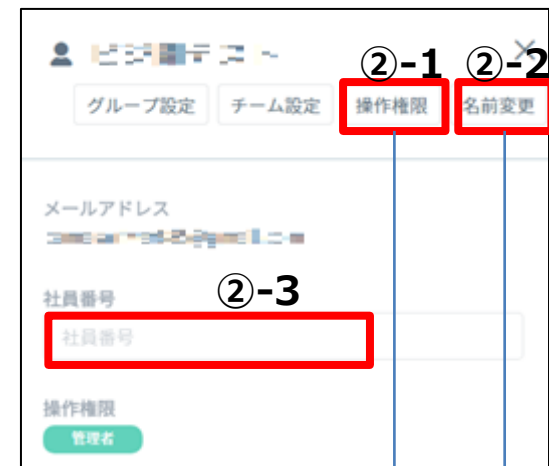 ②-1 ②-2
グループ設定 チーム設定 操作権限 名前変更
メールアドレス
社員番号 ②-3
社員番号
操作権限
管理者